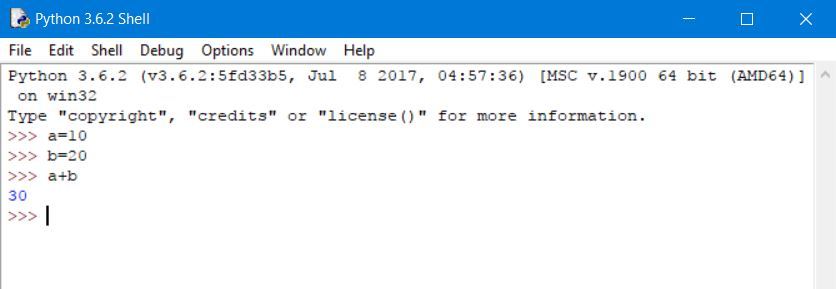 Python 3.6.2 Shell
File Edit Shell Debug Options Window Help
Python 3.6.2 (v3.6.2:5fd33b5, Jul  8 2017, 04:57:36) [MSC v.1900 64 bit (AMD64)]
 on win32
Type "copyright", "credits" or "license()" for more information.
>>> a=10
>>> b=20
>>> a+b
30
>>>